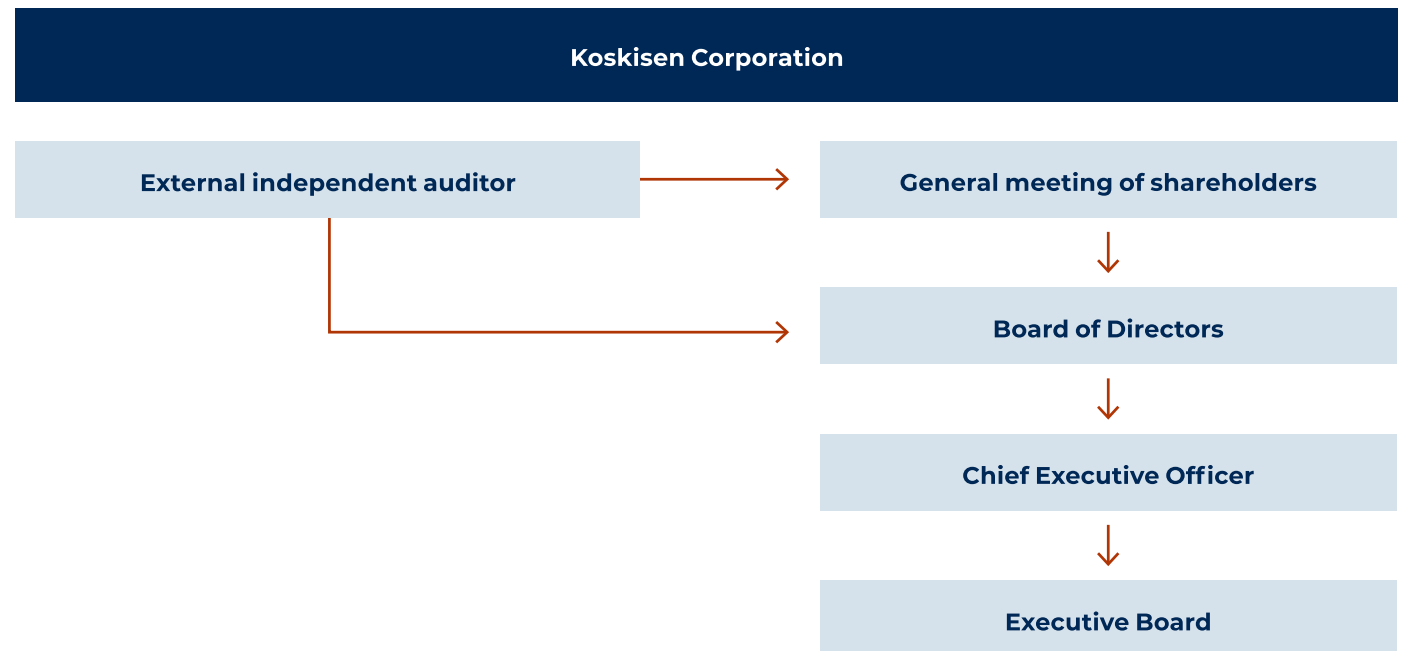 Koskisen Corporation
External independent auditor
General meeting of shareholders
Board of Directors
Chief Executive Officer
Executive Board